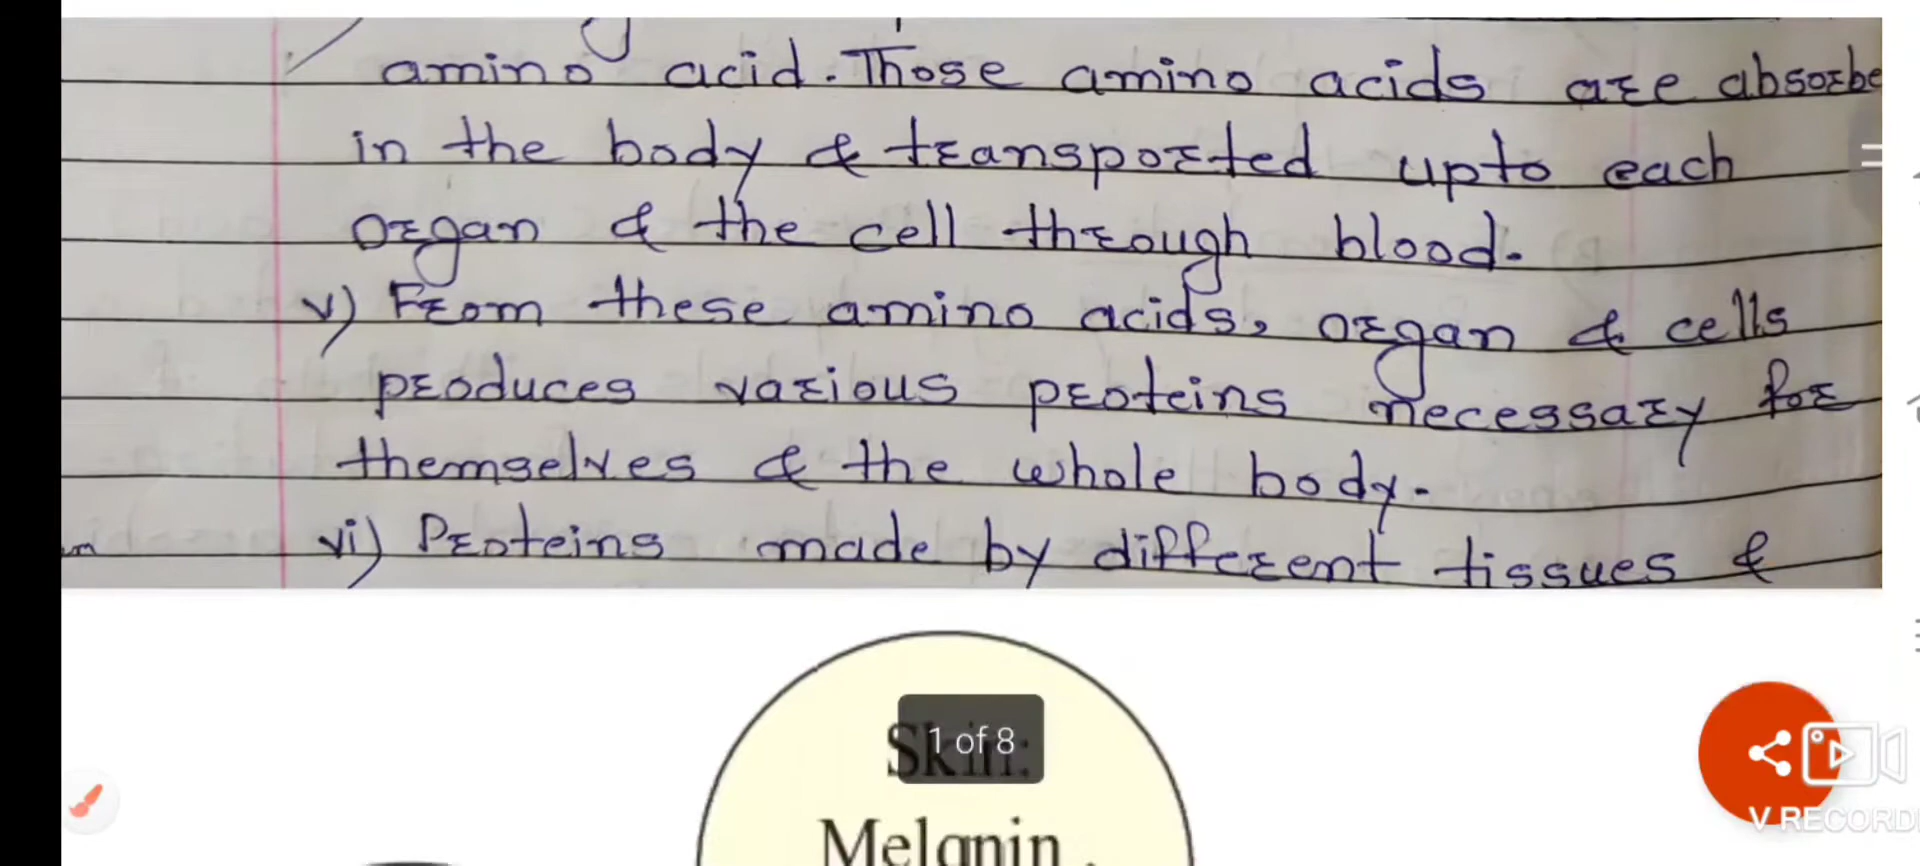 amino acid. Those amino acids are absorbe
in the body & transported upto each
organ & the cell through blood.
v) From these amino acids, organ & cells
produces various proteins necessary for
themselves & the whole body.
vi) Proteins made by different tissues &
1 of 8
Skin:
Melanin
V RECORD